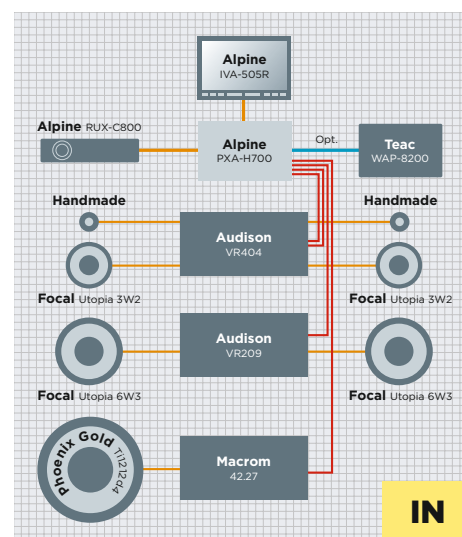 Alpine
IVA-505R
Alpine RUX-C800
Alpine
PXA-H700
Opt.
Teac
WAP-8200
Handmade
Handmade
Audison
VR404
Focal Utopia 3W2
Focal Utopia 3W2
Audison
VR209
Focal Utopia 6W3
Focal Utopia 6W3
Phoenix Gold
Ti1212d4
Macrom
42.27
IN